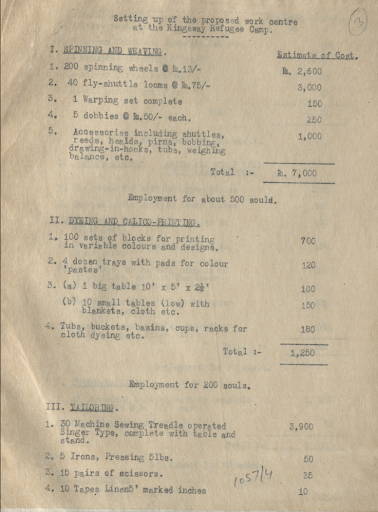 Setting up of the proposed work centre
at the Kingsway Refugee Camp.
3
I. SPINNING AND WEAVING.
Estimate of Cost.
1. 200 spinning wheels @ Rs.13/- Rs. 2,600
2. 40 fly-shuttle looms @ Rs.75/- 3,000
3. 1 Warping set complete 150
4. 5 dobbies @ Rs.50/- each. 250
5. Accessories including shuttles, 1,000
reeds, healds, pirns, bobbing,
drawing-in-hooks, tubs, weighing
balance, etc.
Total :- Rs. 7,000
Employment for about 500 souls.
II. DYEING AND CALICO-PRINTING.
1. 100 sets of blocks for printing 700
in variable colours and designs.
2. 4 dozen trays with pads for colour 120
'pastes'
3. (a) 1 big table 10' x 5' x 2½' 100
(b) 10 small tables (low) with 150
blankets, cloth etc.
4. Tubs, buckets, basins, cups, racks for 180
cloth dyeing etc.
Total :- 1,250
Employment for 200 souls.
III. TAILORING.
1. 30 Machine Sewing Treadle operated 3,900
Singer Type, complete with table and
stand.
2. 5 Irons, Pressing 5lbs. 50
3. 15 pairs of scissors. 35
4. 10 Tapes Linen5' marked inches 10
1057/4